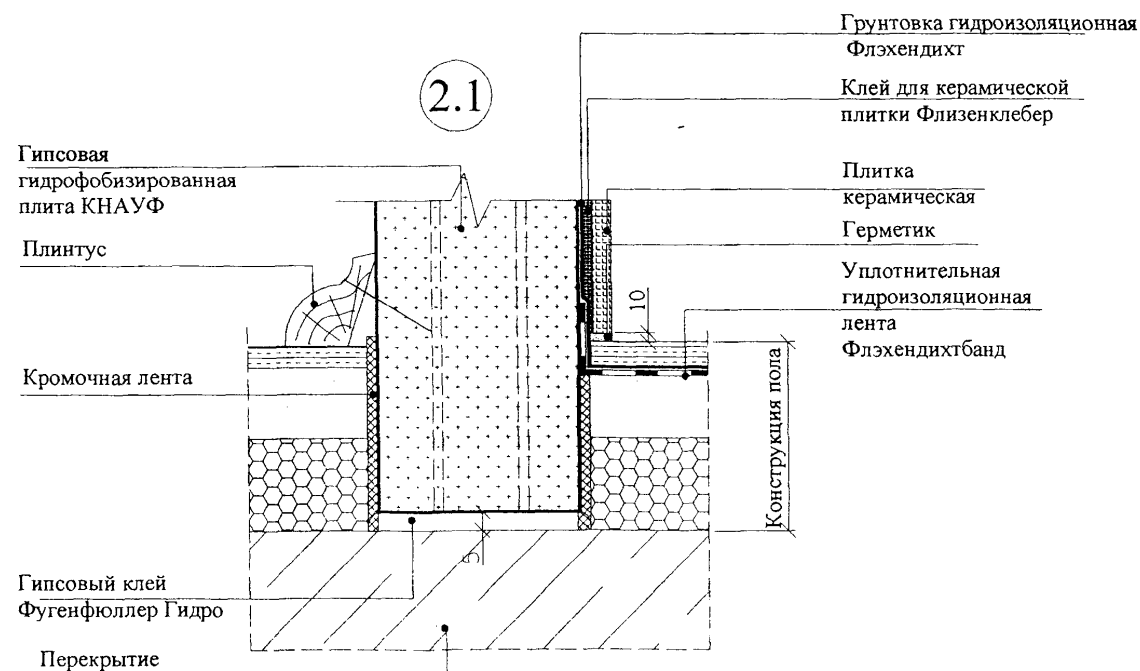 Грунтовка гидроизоляционная
Флэхендихт
2.1
Клей для керамической
плитки Флизенклебер
Гипсовая
гидрофобизированная
плита КНАУФ
Плитка
керамическая
Плинтус
Герметик
Уплотнительная
гидроизоляционная
лента
Флэхендихтбанд
10
Кромочная лента
Конструкция пола
5
Гипсовый клей
Фугенфюллер Гидро
Перекрытие